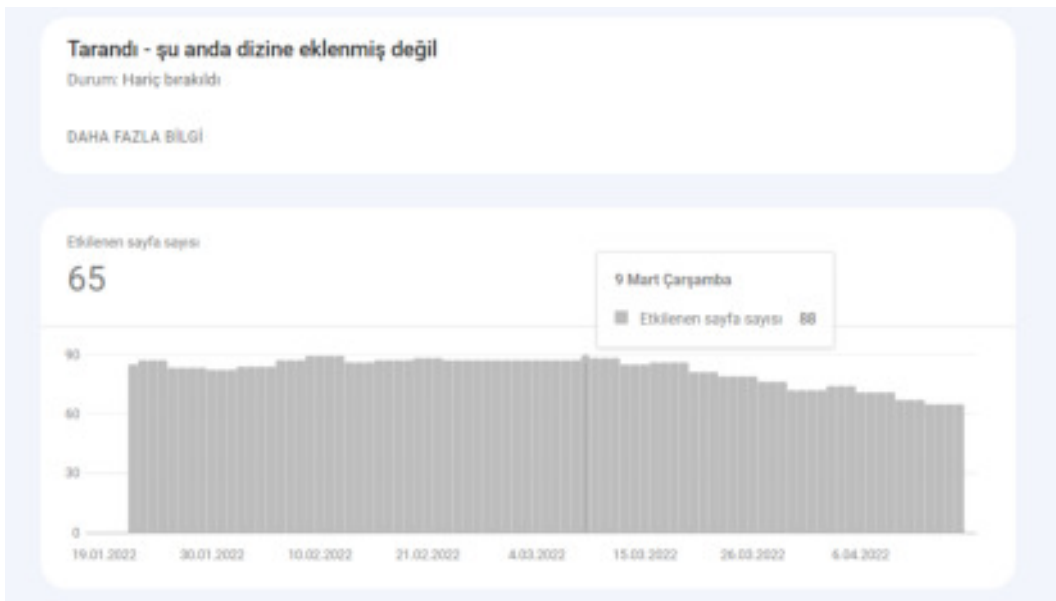 Tarandı - şu anda dizine eklenmiş değil
Durum: Hariç bırakıldı
DAHA FAZLA BİLGİ
Etkilenen sayfa sayısı
65
9 Mart Çarşamba
Etkilenen sayfa sayısı 88
90
60
30
0
19.01.2022 30.01.2022 10.02.2022 21.02.2022 4.03.2022 15.03.2022 26.03.2022 6.04.2022